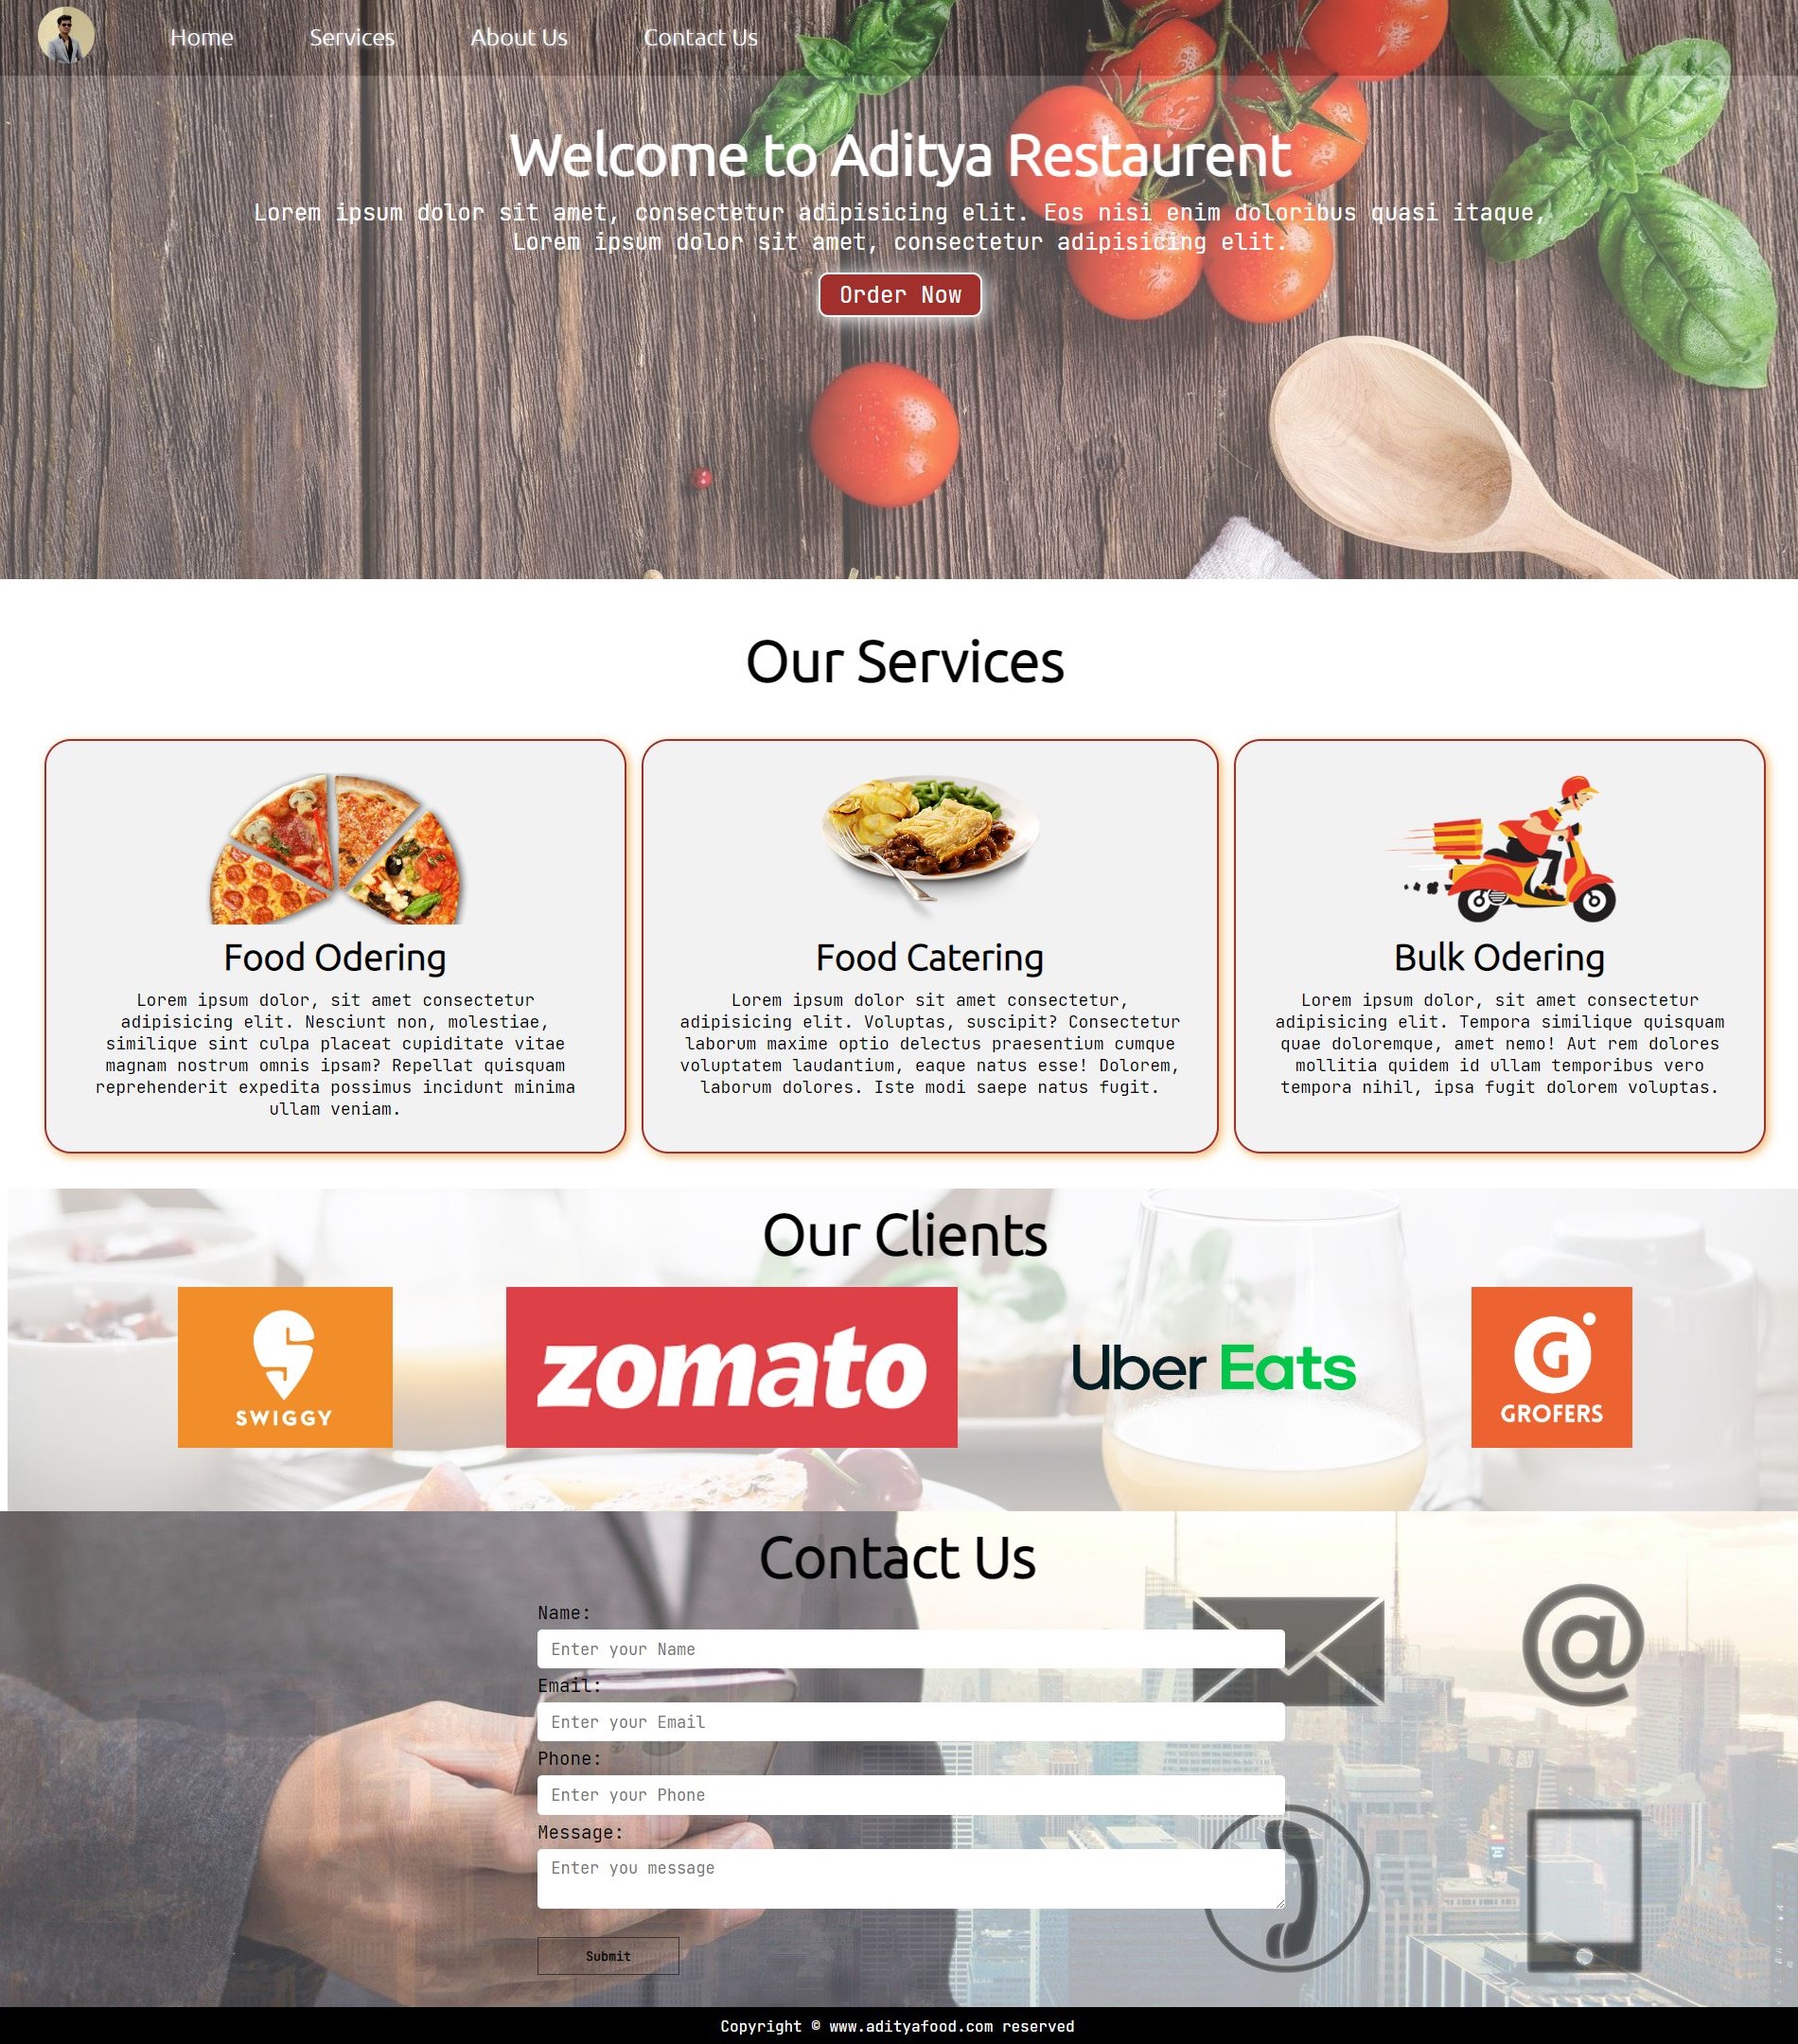 Home Services About Us Contact Us
Welcome to Aditya Restaurent
Lorem ipsum dolor sit amet, consectetur adipisicing elit. Eos nisi enim doloribus quasi itaque,
Lorem ipsum dolor sit amet, consectetur adipisicing elit.
Order Now
Our Services
Food Odering
Lorem ipsum dolor, sit amet consectetur
adipisicing elit. Nesciunt non, molestiae,
similique sint culpa placeat cupiditate vitae
magnam nostrum omnis ipsam? Repellat quisquam
reprehenderit expedita possimus incidunt minima
ullam veniam.
Food Catering
Lorem ipsum dolor sit amet consectetur,
adipisicing elit. Voluptas, suscipit? Consectetur
laborum maxime optio delectus praesentium cumque
voluptatem laudantium, eaque natus esse! Dolorem,
laborum dolores. Iste modi saepe natus fugit.
Bulk Odering
Lorem ipsum dolor, sit amet consectetur
adipisicing elit. Tempora similique quisquam
quae doloremque, amet nemo! Aut rem dolores
mollitia quidem id ullam temporibus vero
tempora nihil, ipsa fugit dolorem voluptas.
Our Clients
SWIGGY
zomato
Uber Eats
G
GROFERS
Contact Us
Name:
Enter your Name
Email:
Enter your Email
Phone:
Enter your Phone
Message:
Enter you message
Submit
@
Copyright © www.adityafood.com reserved